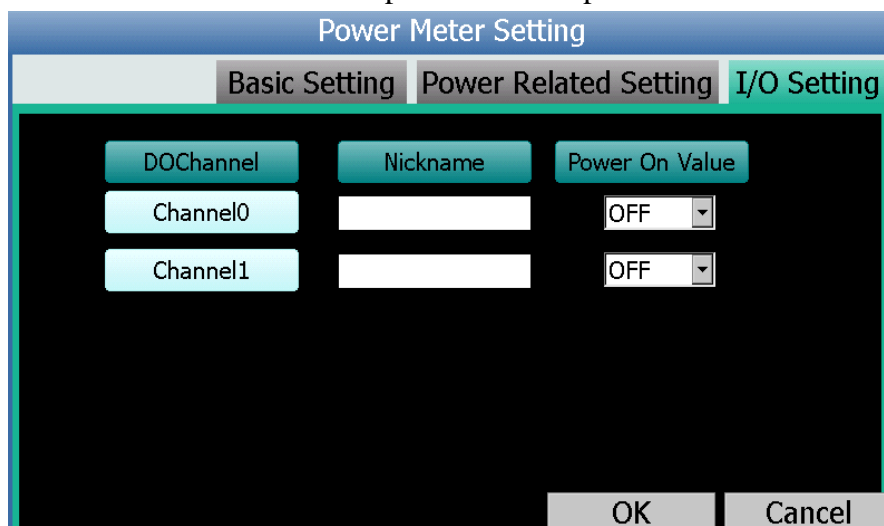 Power Meter Setting
Basic Setting Power Related Setting I/O Setting
DOChannel Nickname Power On Value
Channel0 OFF
Channel1 OFF
OK Cancel